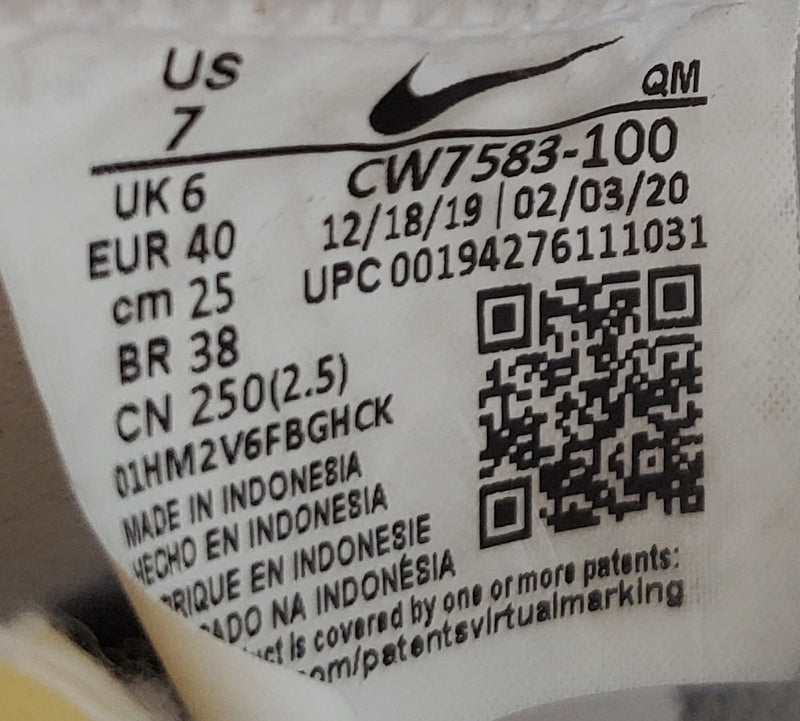 US
7
QM
UK 6
EUR 40
cm 25
BR 38
CN 250(2.5)
CW7583-100
12/18/19 | 02/03/20
UPC 00194276111031
01HM2V6FBGHCK
MADE IN INDONESIA
HECHO EN INDONESIA
RIQUE EN INDONESIE
ADO NA INDONÉSIA
is covered by one or more patents:
om/patentsvirtualmarking